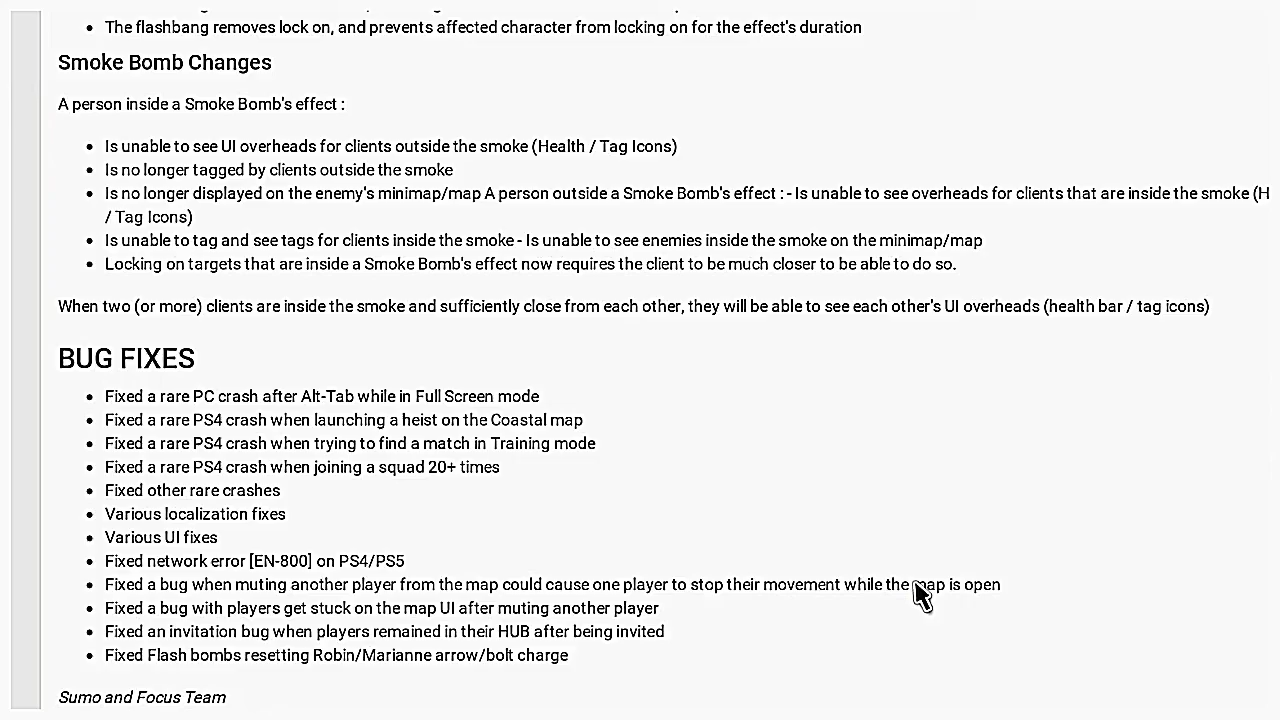 The flashbang removes lock on, and prevents affected character from locking on for the effect's duration
Smoke Bomb Changes
A person inside a Smoke Bomb's effect :
Is unable to see UI overheads for clients outside the smoke (Health / Tag Icons)
Is no longer tagged by clients outside the smoke
Is no longer displayed on the enemy's minimap/map A person outside a Smoke Bomb's effect : - Is unable to see overheads for clients that are inside the smoke (H
/ Tag Icons)
Is unable to tag and see tags for clients inside the smoke - Is unable to see enemies inside the smoke on the minimap/map
Locking on targets that are inside a Smoke Bomb's effect now requires the client to be much closer to be able to do so.
When two (or more) clients are inside the smoke and sufficiently close from each other, they will be able to see each other's UI overheads (health bar / tag icons)
BUG FIXES
Fixed a rare PC crash after Alt-Tab while in Full Screen mode
Fixed a rare PS4 crash when launching a heist on the Coastal map
Fixed a rare PS4 crash when trying to find a match in Training mode
Fixed a rare PS4 crash when joining a squad 20+ times
Fixed other rare crashes
Various localization fixes
Various UI fixes
Fixed network error [EN-800] on PS4/PS5
Fixed a bug when muting another player from the map could cause one player to stop their movement while the map is open
Fixed a bug with players get stuck on the map UI after muting another player
Fixed an invitation bug when players remained in their HUB after being invited
Fixed Flash bombs resetting Robin/Marianne arrow/bolt charge
Sumo and Focus Team